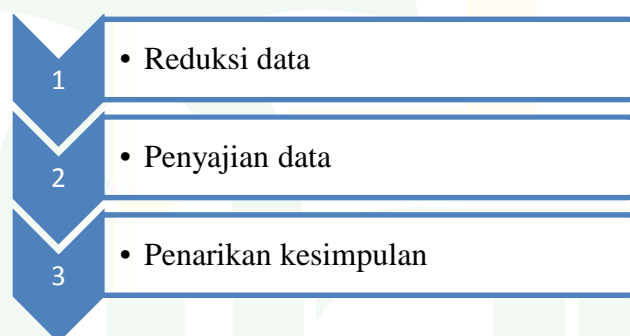 1
• Reduksi data
2
• Penyajian data
3
• Penarikan kesimpulan